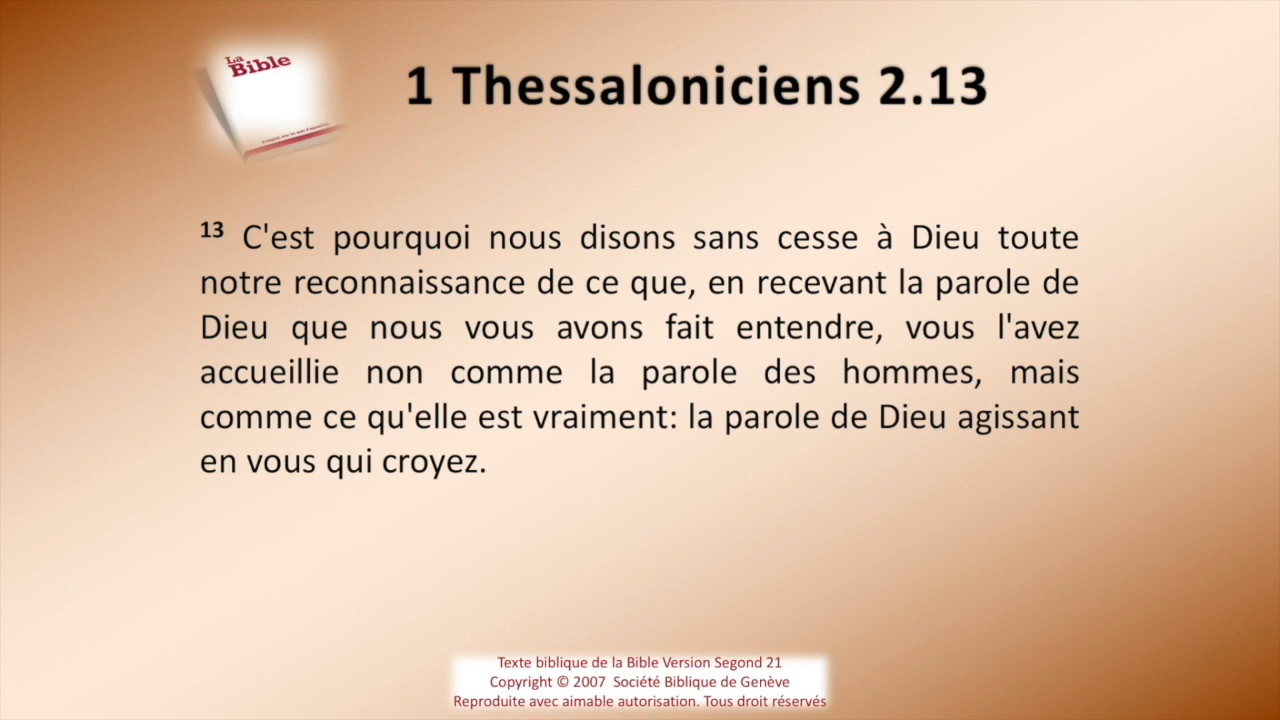 La
Bible
1 Thessaloniciens 2.13
13 C'est pourquoi nous disons sans cesse à Dieu toute
notre reconnaissance de ce que, en recevant la parole de
Dieu que nous vous avons fait entendre, vous l'avez
accueillie non comme la parole des hommes, mais
comme ce qu'elle est vraiment: la parole de Dieu agissant
en vous qui croyez.
Texte biblique de la Bible Version Segond 21
Copyright © 2007 Société Biblique de Genève
Reproduite avec aimable autorisation. Tous droit réservés